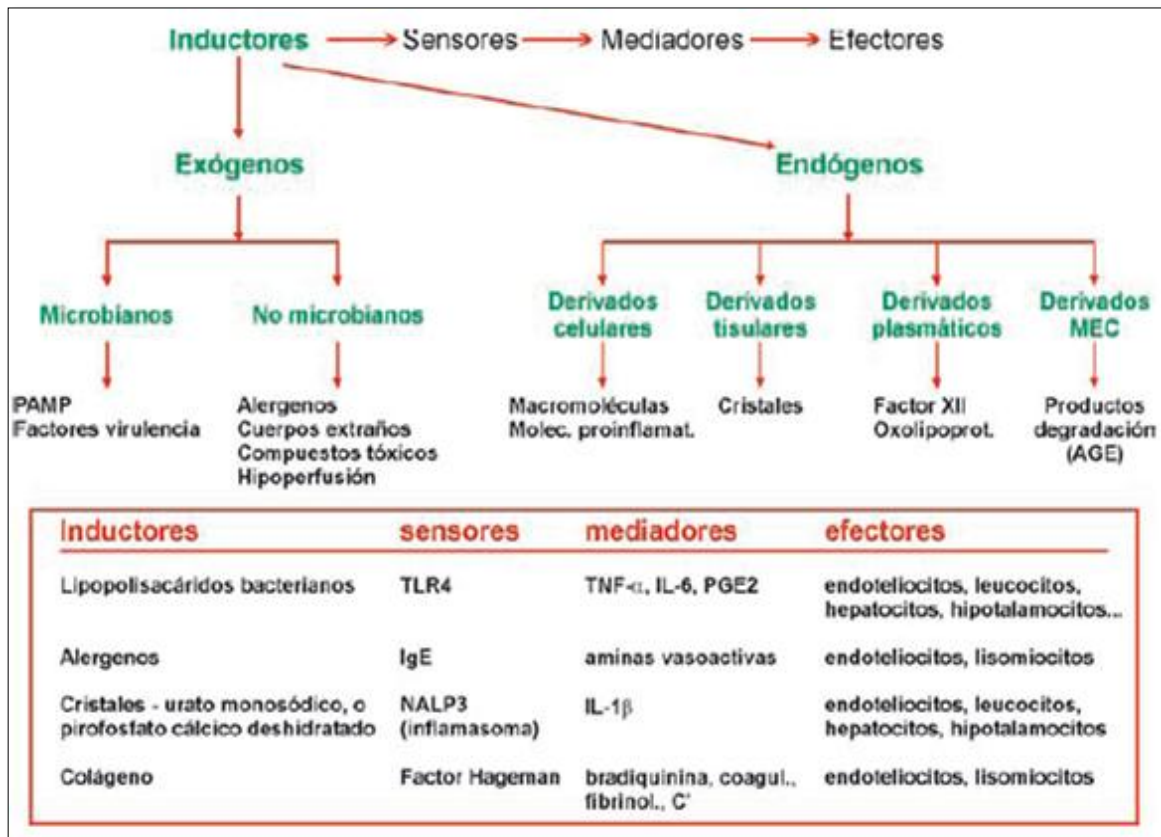 Inductores Sensores Mediadores Efectores
Exógenos
Endógenos
Microbianos
No microbianos
Derivados celulares
Derivados tisulares
Derivados plasmáticos
Derivados MEC
PAMP
Factores virulencia
Alergenos
Cuerpos extraños
Compuestos tóxicos
Hipoperfusión
Macromoléculas
Molec. proinflamat.
Cristales
Factor XII
Oxolipoprot.
Productos
degradación
(AGE)
Inductores sensores mediadores efectores
Lipopolisacáridos bacterianos TLR4 TNF-α, IL-6, PGE2 endoteliocitos, leucocitos,
hepatocitos, hipotalamocitos...
Alergenos IgE aminas vasoactivas endoteliocitos, lisomiocitos
Cristales - urato monosódico, o NALP3 IL-1β endoteliocitos, leucocitos,
pirofosfato cálcico deshidratado (inflamasoma) hepatocitos, hipotalamocitos
Colágeno Factor Hageman bradiquinina, coagul., endoteliocitos, lisomiocitos
fibrinol., C'